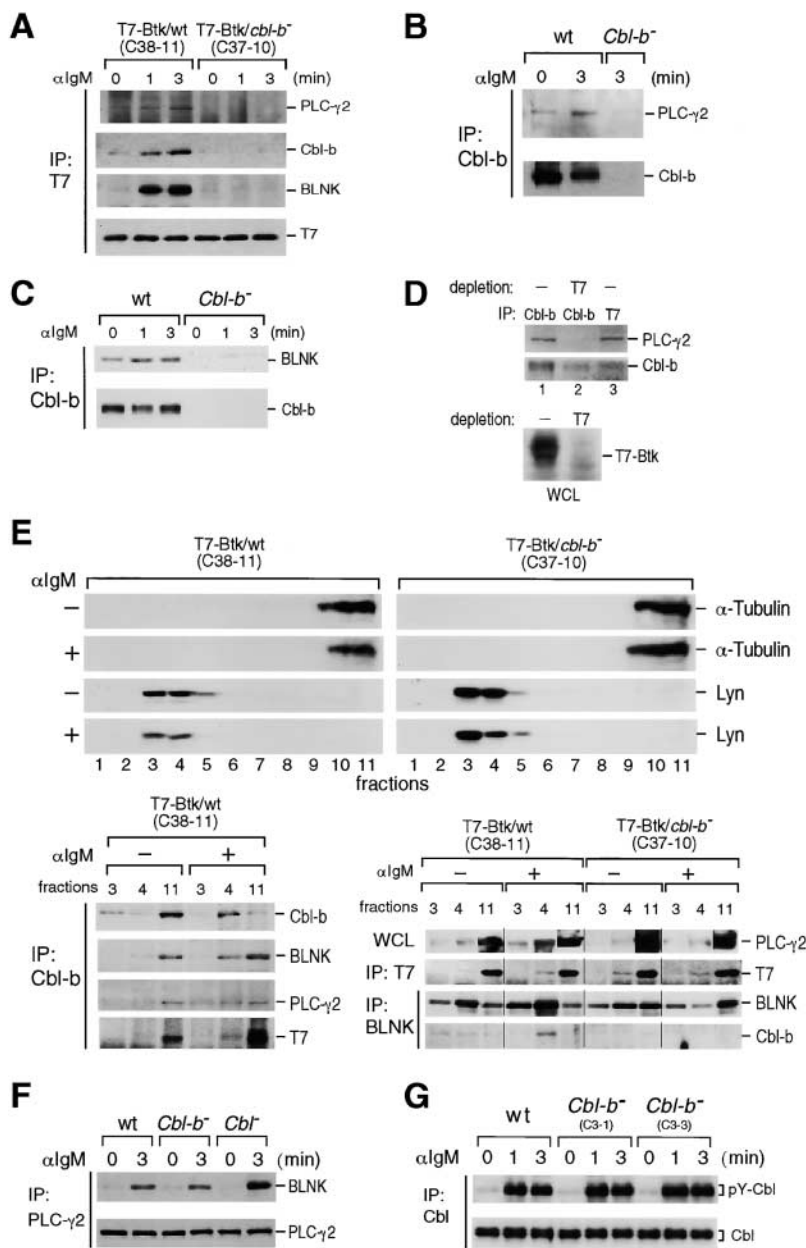 A
T7-Btk/wt T7-Btk/cbl-b⁻
(C38-11) (C37-10)
αIgM 0 1 3 0 1 3 (min)
IP: T7
PLC-γ2
Cbl-b
BLNK
T7
B
wt Cbl-b⁻
αIgM 0 3 3 (min)
IP: Cbl-b
PLC-γ2
Cbl-b
C
wt Cbl-b⁻
αIgM 0 1 3 0 1 3 (min)
IP: Cbl-b
BLNK
Cbl-b
D
depletion: – T7 –
IP: Cbl-b Cbl-b T7
PLC-γ2
Cbl-b
1 2 3
depletion: – T7
T7-Btk
WCL
E
T7-Btk/wt T7-Btk/cbl-b⁻
(C38-11) (C37-10)
αIgM
– α-Tubulin
+ α-Tubulin
– Lyn
+ Lyn
1 2 3 4 5 6 7 8 9 10 11 1 2 3 4 5 6 7 8 9 10 11
fractions
T7-Btk/wt
(C38-11)
αIgM – +
fractions 3 4 11 3 4 11
IP: Cbl-b
Cbl-b
BLNK
PLC-γ2
T7
T7-Btk/wt T7-Btk/cbl-b⁻
(C38-11) (C37-10)
αIgM – + – +
fractions 3 4 11 3 4 11 3 4 11 3 4 11
WCL PLC-γ2
IP: T7 T7
IP: BLNK
BLNK
Cbl-b
F
wt Cbl-b⁻ Cbl⁻
αIgM 0 3 0 3 0 3 (min)
IP: PLC-γ2
BLNK
PLC-γ2
G
wt Cbl-b⁻ Cbl-b⁻
(C3-1) (C3-3)
αIgM 0 1 3 0 1 3 0 1 3 (min)
IP: Cbl
pY-Cbl
Cbl